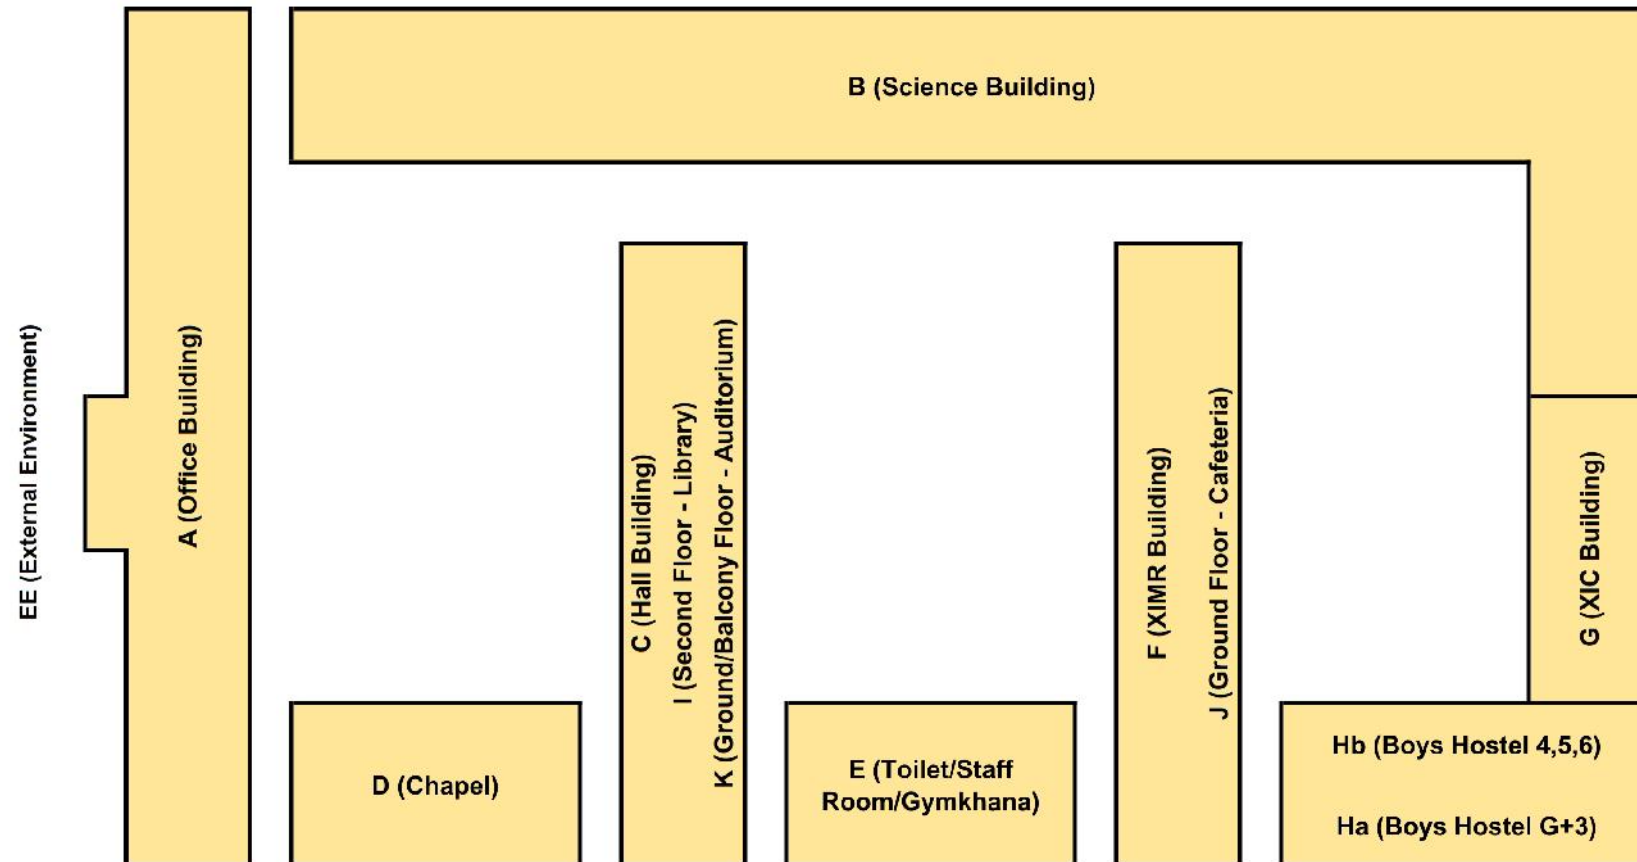 B (Science Building)
EE (External Environment)
A (Office Building)
C (Hall Building)
I (Second Floor - Library)
K (Ground/Balcony Floor - Auditorium)
F (XIMR Building)
J (Ground Floor - Cafeteria)
G (XIC Building)
D (Chapel)
E (Toilet/Staff
Room/Gymkhana)
Hb (Boys Hostel 4,5,6)
Ha (Boys Hostel G+3)